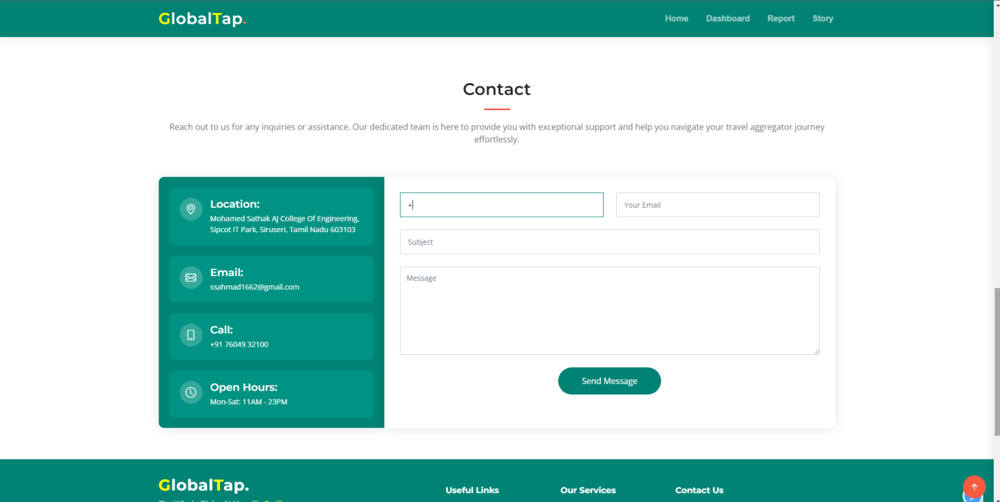 GlobalTap.
Home Dashboard Report Story
Contact
Reach out to us for any inquiries or assistance. Our dedicated team is here to provide you with exceptional support and help you navigate your travel aggregator journey
effortlessly.
Location:
Mohamed Sathak AJ College Of Engineering,
Sipcot IT Park, Siruseri, Tamil Nadu 603103
Email:
ssahmad1662@gmail.com
Call:
+91 76049 32100
Open Hours:
Mon-Sat: 11AM - 23PM
+
Your Email
Subject
Message
Send Message
GlobalTap.
Useful Links
Our Services
Contact Us